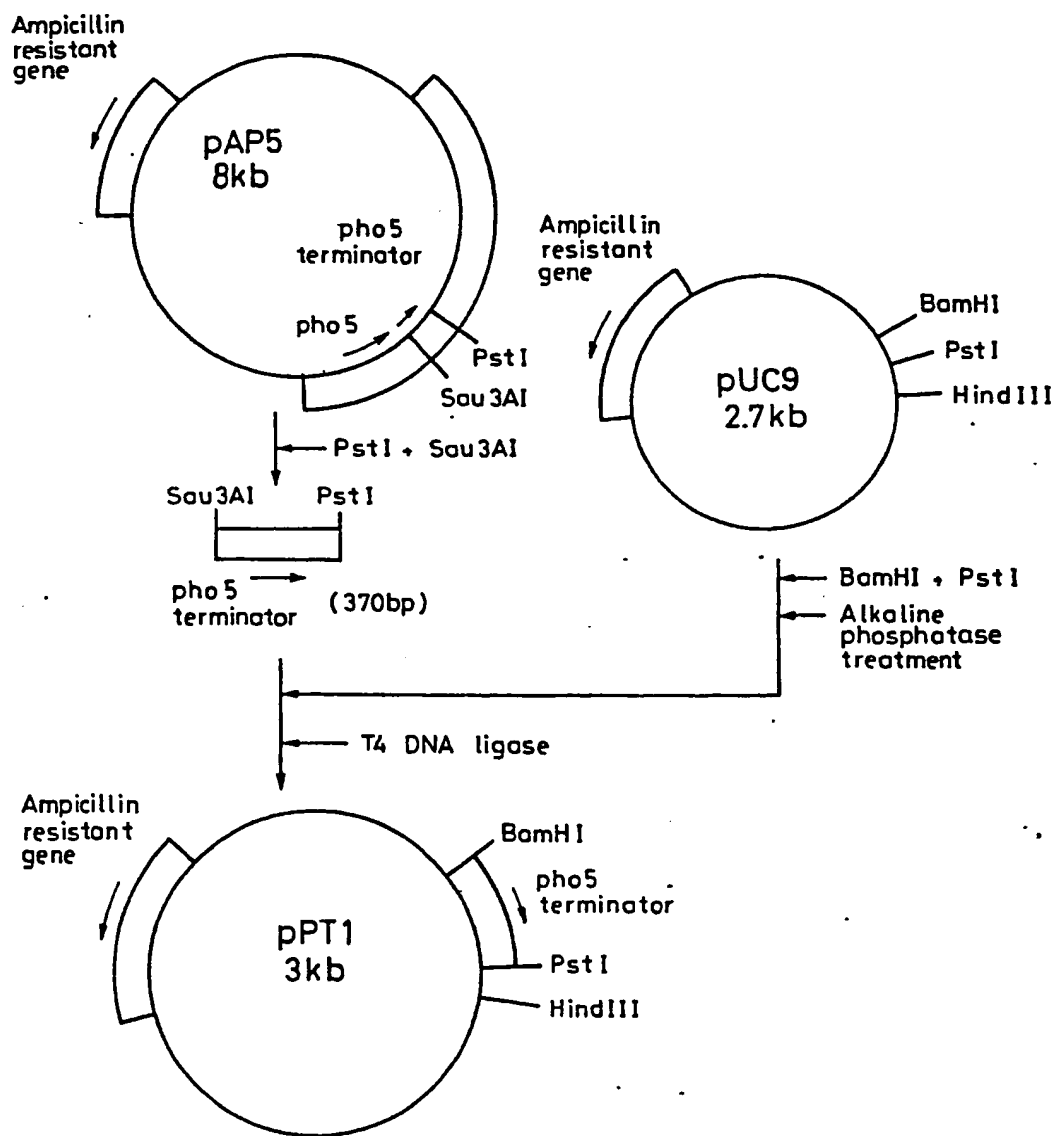 Ampicillin
resistant
gene
pAP5
8kb
pho5
terminator
pho5
PstI
Sau3AI
Ampicillin
resistant
gene
BamHI
PstI
HindIII
pUC9
2.7kb
PstI + Sau3AI
Sau3AI PstI
pho5
terminator
(370bp)
BamHI + PstI
Alkaline
phosphatase
treatment
T4 DNA ligase
Ampicillin
resistant
gene
BamHI
pho5
terminator
pPT1
3kb
PstI
HindIII